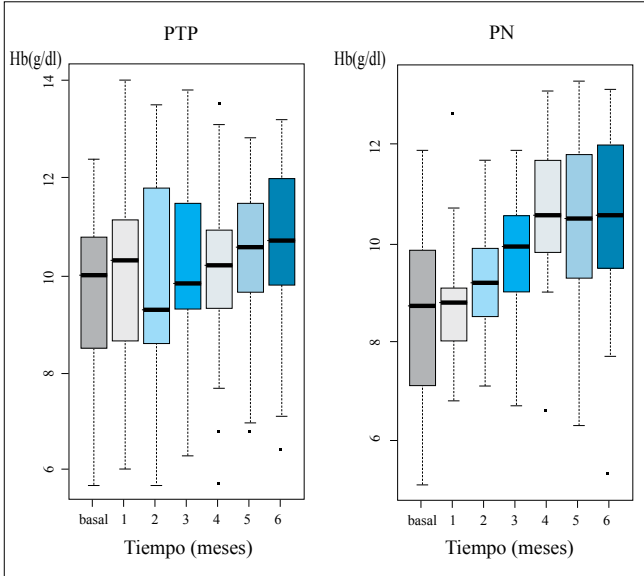 PTP
Hb(g/dl)
14
12
10
8
6
basal 1 2 3 4 5 6
Tiempo (meses)
PN
Hb(g/dl)
12
10
8
6
basal 1 2 3 4 5 6
Tiempo (meses)